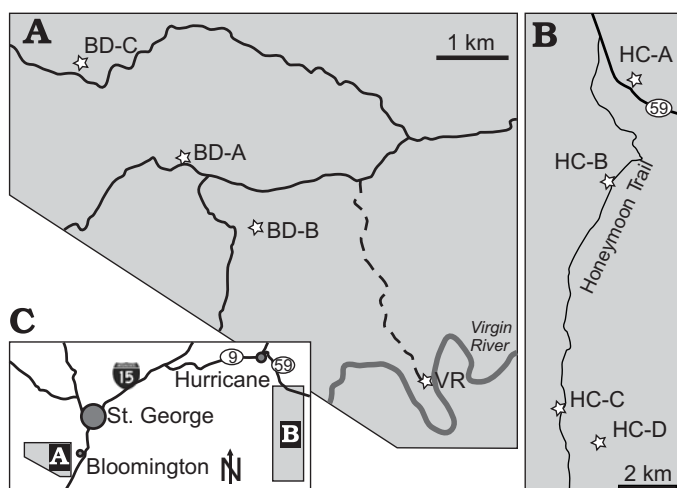 A
BD-C
1 km
BD-A
BD-B
Virgin
River
VR
B
HC-A
59
HC-B
Honeymoon Trail
HC-C
HC-D
2 km
C
9
59
Hurricane
15
St. George
B
A
Bloomington
N